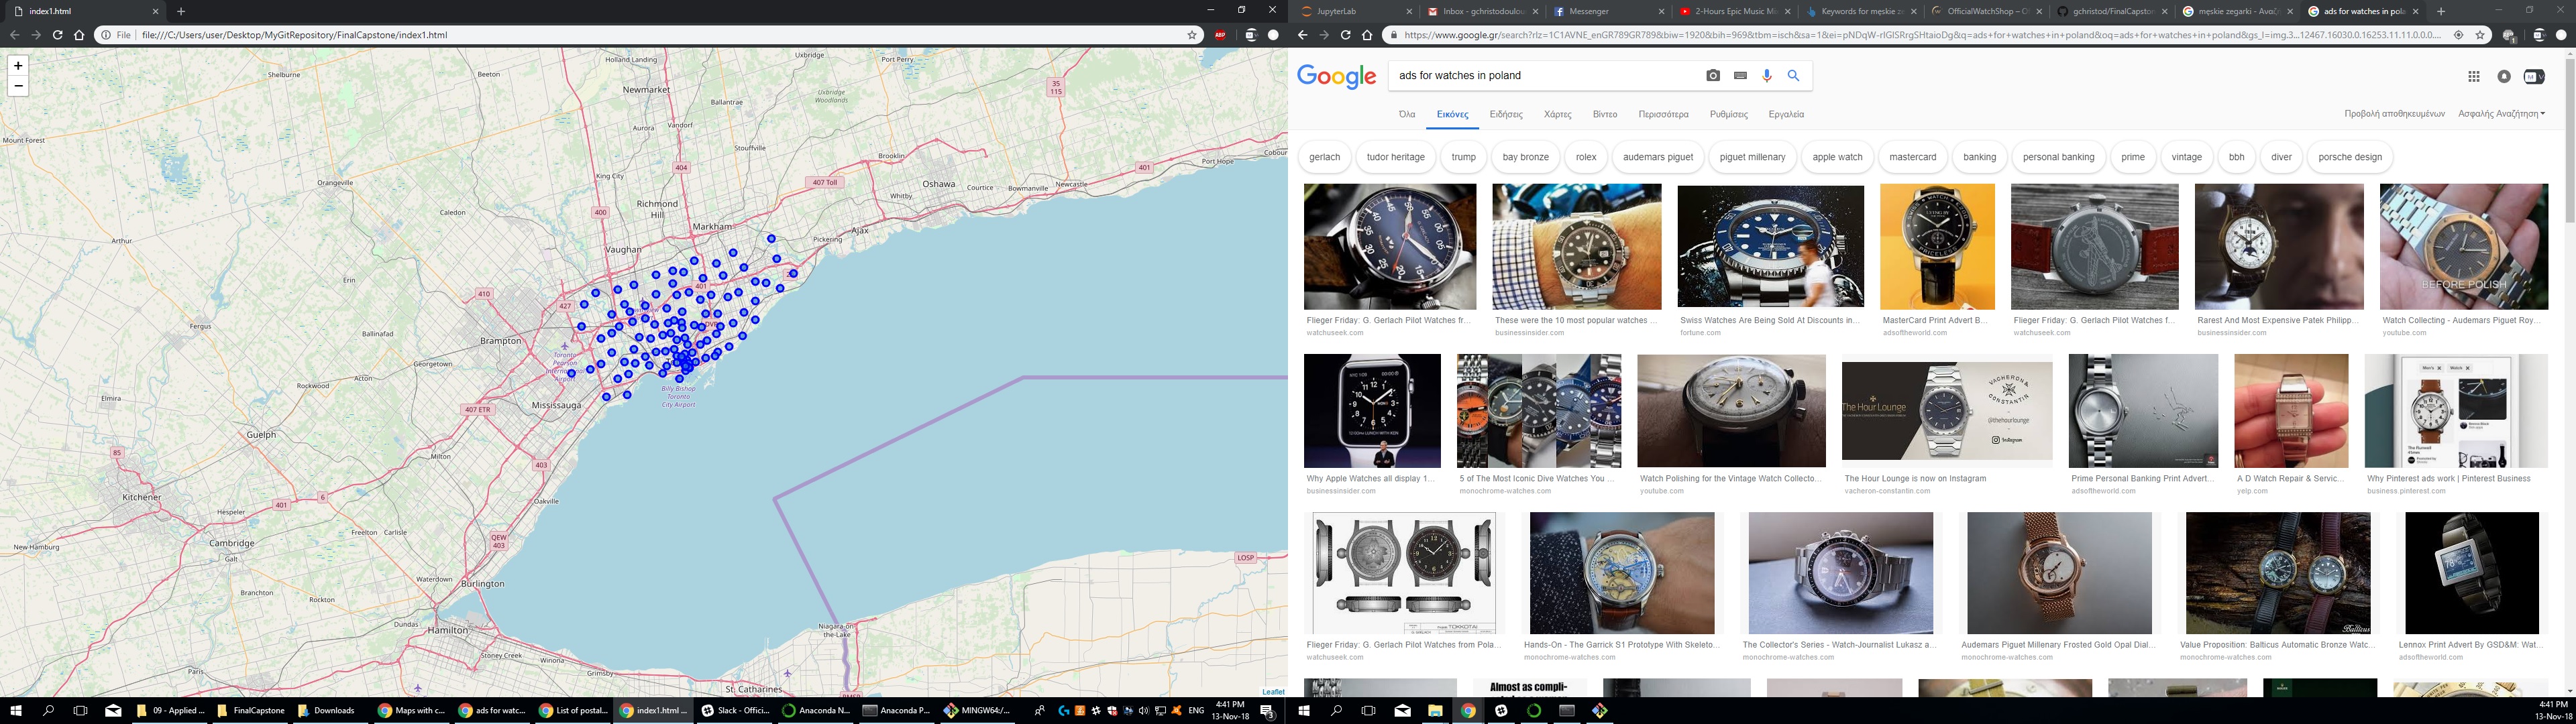 index1.html
File | file:///C:/Users/user/Desktop/MyGitRepository/FinalCapstone/index1.html
ABP
+
−
Holland Landing
Uxbridge
Port Perry
Shelburne
Beeton
Newmarket
Ballantrae
Uxbridge Woodlands
35
115
Mount Forest
Aurora
Vandorf
Stouffville
Brooklin
Port Hope
Cobour
King City
404
407 Toll
Oshawa
Courtice
Bowmanville
Newcastle
401
Orangeville
Whitby
Caledon
Richmond Hill
400
Markham
Ajax
Pickering
Arthur
Vaughan
Erin
410
427
401
Fergus
Ballinafad
Georgetown
Brampton
Toronto Pearson International Airport
Rockwood
Acton
Billy Bishop Toronto City Airport
Elmira
407 ETR
Mississauga
Guelph
85
Milton
403
Kitchener
6
401
Oakville
Hespeler
Cambridge
Freelton
Carlisle
QEW
403
New Hamburg
Galt
LOSP
Waterdown
Burlington
Branchton
Rockton
Dundas
Hamilton
Niagara-on-the-Lake
Stoney Creek
Winona
Grimsby
Paris
St. Catharines
Leaflet
JupyterLab
Inbox - gchristodoulou
Messenger
2-Hours Epic Music Mi
Keywords for męskie ze
OfficialWatchShop – O
gchristod/FinalCapston
męskie zegarki - Αναζή
ads for watches in pola
https://www.google.gr/search?rlz=1C1AVNE_enGR789GR789&biw=1920&bih=969&tbm=isch&sa=1&ei=pNDqW-rIGISRrgSHtaioDg&q=ads+for+watches+in+poland&oq=ads+for+watches+in+poland&gs_l=img.3...12467.16030.0.16253.11.11.0.0.0....
Google
ads for watches in poland
Όλα Εικόνες Ειδήσεις Χάρτες Βίντεο Περισσότερα Ρυθμίσεις Εργαλεία
Προβολή αποθηκευμένων Ασφαλής Αναζήτηση
gerlach tudor heritage trump bay bronze rolex audemars piguet piguet millenary apple watch mastercard banking personal banking prime vintage bbh diver porsche design
BEFORE POLISH
Flieger Friday: G. Gerlach Pilot Watches fr...
watchuseek.com
These were the 10 most popular watches ...
businessinsider.com
Swiss Watches Are Being Sold At Discounts in...
fortune.com
MasterCard Print Advert B...
adsoftheworld.com
Flieger Friday: G. Gerlach Pilot Watches f...
watchuseek.com
Rarest And Most Expensive Patek Philipp...
businessinsider.com
Watch Collecting - Audemars Piguet Roy...
youtube.com
The Hour Lounge
VACHERON & CONSTANTIN
@thehourlounge
Instagram
Why Apple Watches all display 1...
businessinsider.com
5 of The Most Iconic Dive Watches You ...
monochrome-watches.com
Watch Polishing for the Vintage Watch Collecto...
youtube.com
The Hour Lounge is now on Instagram
vacheron-constantin.com
Prime Personal Banking Print Advert...
adsoftheworld.com
A D Watch Repair & Servic...
yelp.com
Why Pinterest ads work | Pinterest Business
business.pinterest.com
Flieger Friday: G. Gerlach Pilot Watches from Pola...
watchuseek.com
Hands-On - The Garrick S1 Prototype With Skeleto...
monochrome-watches.com
The Collector's Series - Watch-Journalist Lukasz a...
monochrome-watches.com
Audemars Piguet Millenary Frosted Gold Opal Dial...
monochrome-watches.com
Value Proposition: Balticus Automatic Bronze Watc...
monochrome-watches.com
Lennox Print Advert By GSD&M: Wat...
adsoftheworld.com
Almost as compli-
09 - Applied ...
FinalCapstone
Downloads
Maps with c...
ads for watc...
List of postal...
index1.html ...
Slack - Offici...
Anaconda N...
Anaconda P...
MINGW64:/...
ENG
4:41 PM
13-Nov-18
3
4:41 PM
13-Nov-18